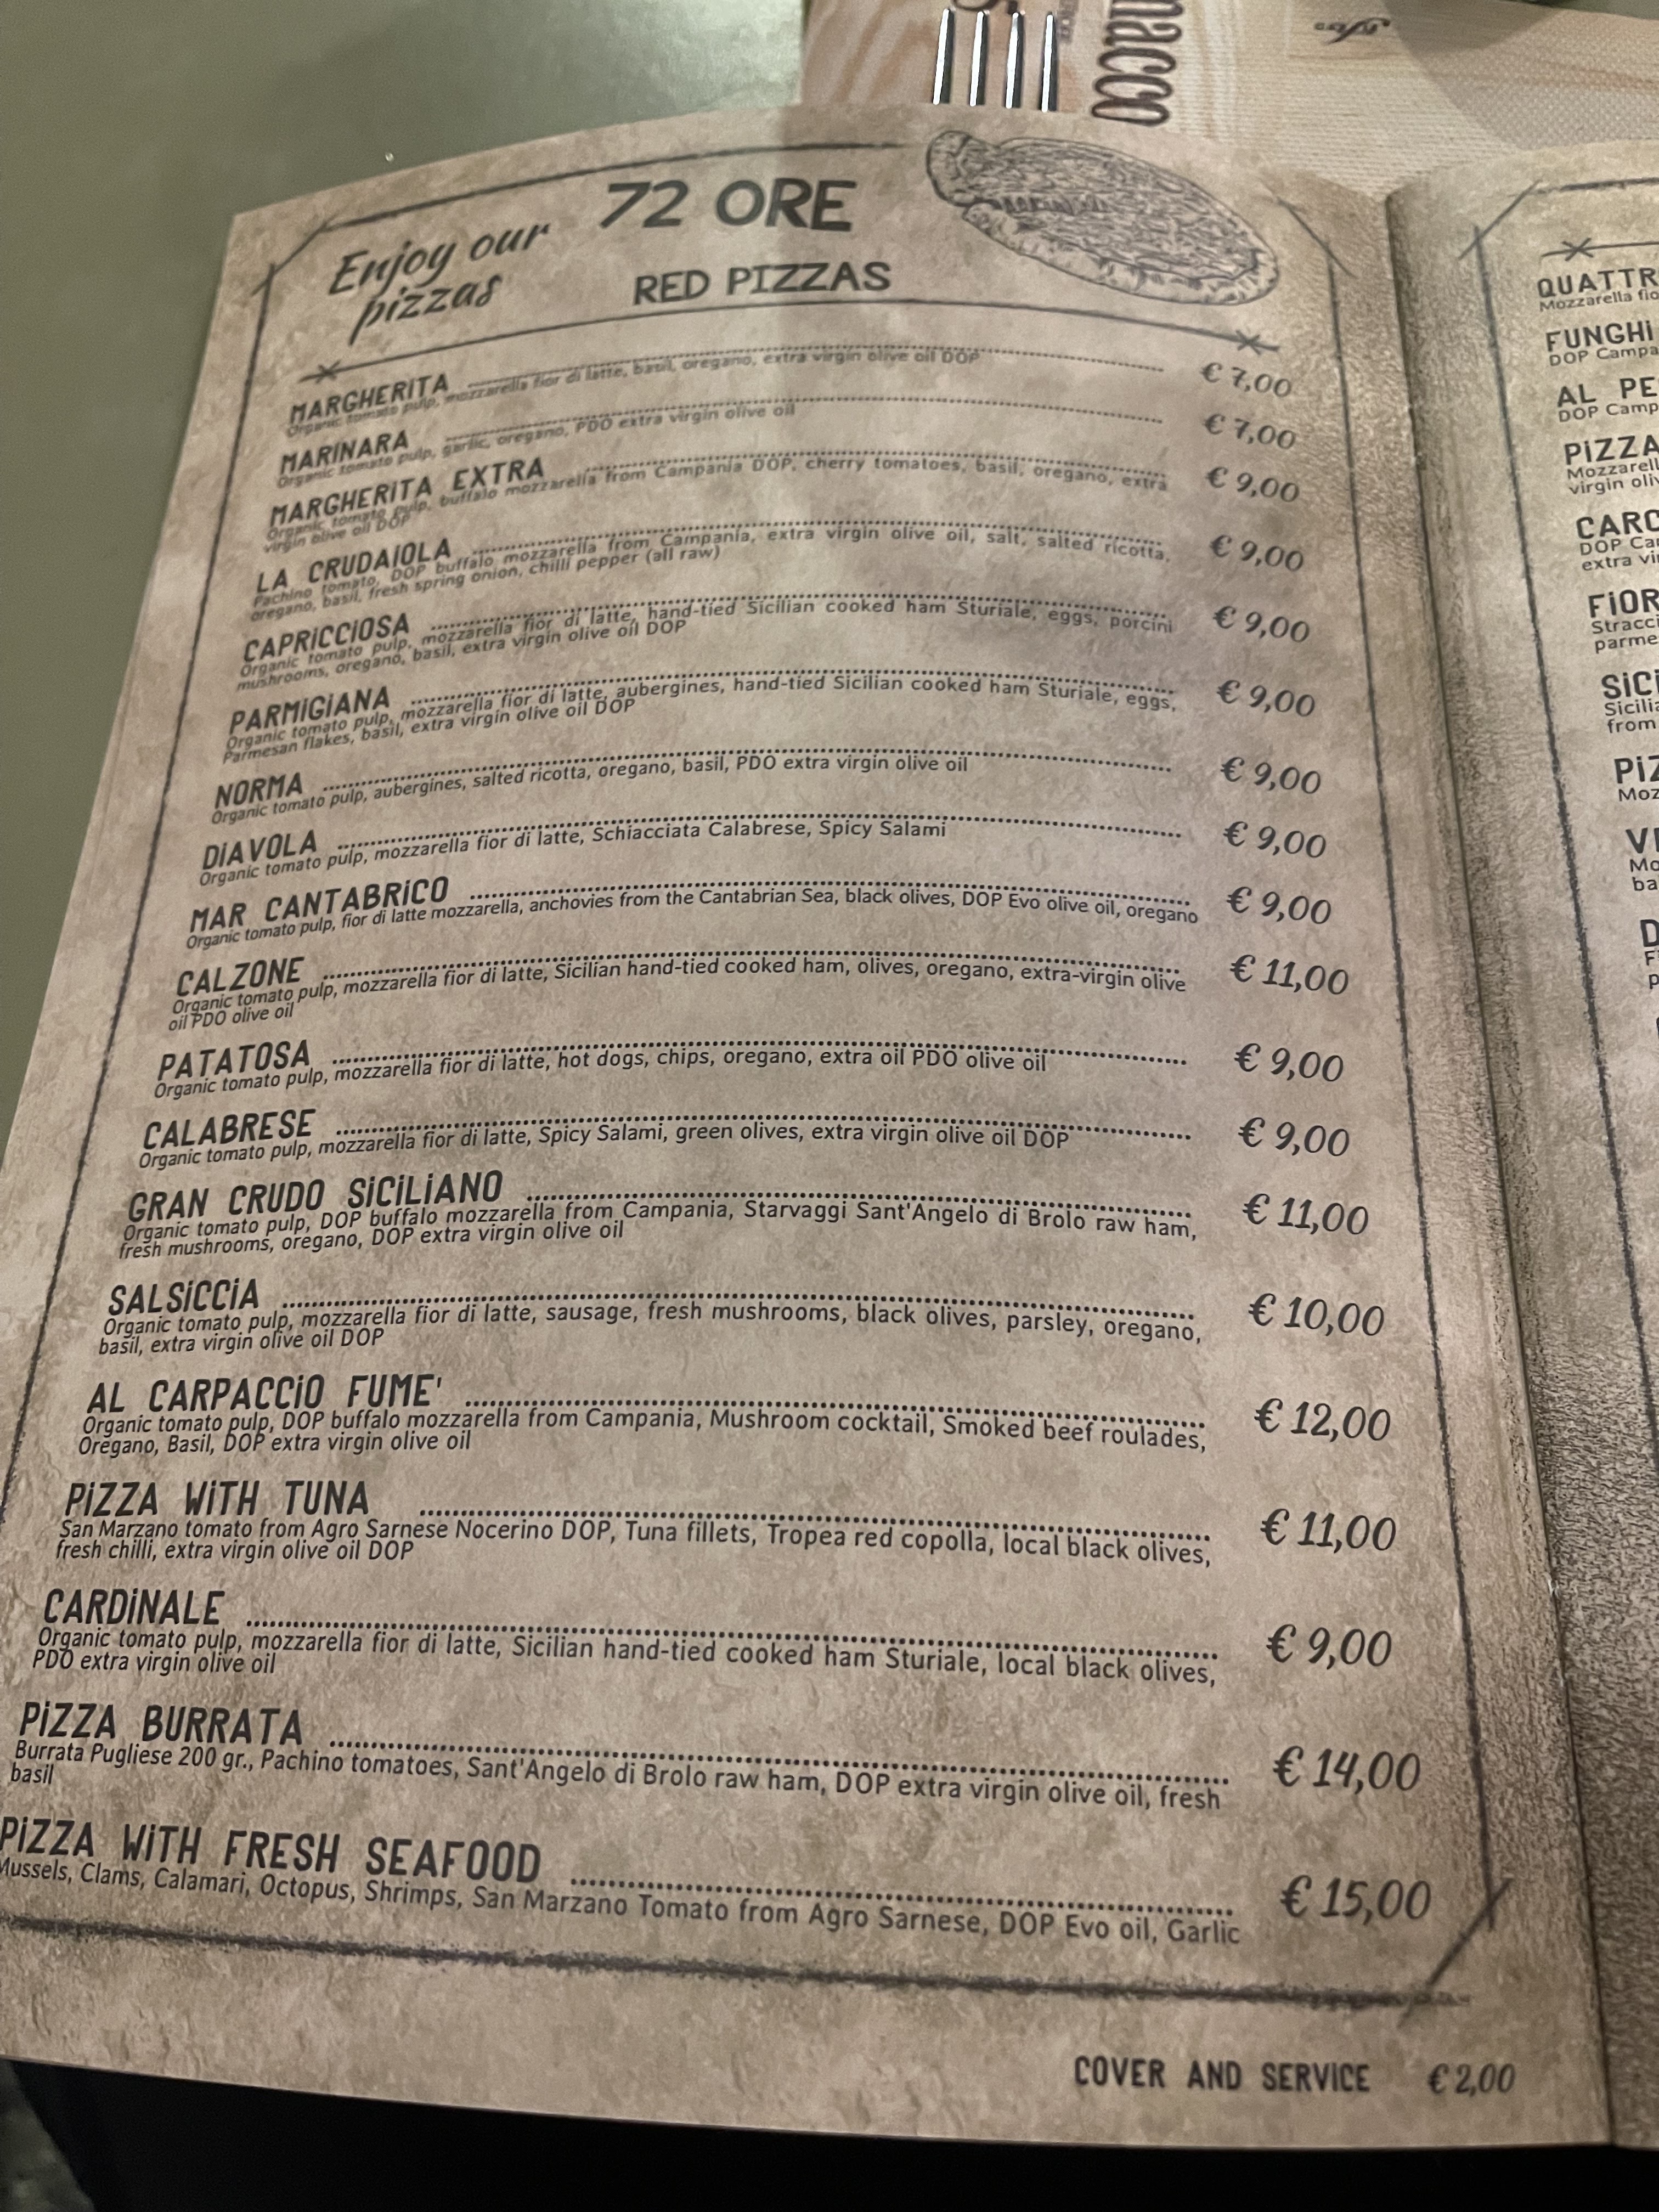 nacco
Enjoy our
pizzas
72 ORE
RED PIZZAS
MARGHERITA € 7,00
Organic tomato pulp, mozzarella fior di latte, basil, oregano, extra virgin olive oil DOP
MARINARA € 7,00
Organic tomato pulp, garlic, oregano, PDO extra virgin olive oil
MARGHERITA EXTRA € 9,00
Organic tomato pulp, buffalo mozzarella from Campania DOP, cherry tomatoes, basil, oregano, extra
virgin olive oil DOP
LA CRUDAIOLA € 9,00
Pachino tomato, DOP buffalo mozzarella from Campania, extra virgin olive oil, salt, salted ricotta,
oregano, basil, fresh spring onion, chilli pepper (all raw)
CAPRICCIOSA € 9,00
Organic tomato pulp, mozzarella fior di latte, hand-tied Sicilian cooked ham Sturiale, eggs, porcini
mushrooms, oregano, basil, extra virgin olive oil DOP
PARMIGIANA € 9,00
Organic tomato pulp, mozzarella fior di latte, aubergines, hand-tied Sicilian cooked ham Sturiale, eggs,
Parmesan flakes, basil, extra virgin olive oil DOP
NORMA € 9,00
Organic tomato pulp, aubergines, salted ricotta, oregano, basil, PDO extra virgin olive oil
DIAVOLA € 9,00
Organic tomato pulp, mozzarella fior di latte, Schiacciata Calabrese, Spicy Salami
MAR CANTABRICO € 9,00
Organic tomato pulp, fior di latte mozzarella, anchovies from the Cantabrian Sea, black olives, DOP Evo olive oil, oregano
CALZONE € 11,00
Organic tomato pulp, mozzarella fior di latte, Sicilian hand-tied cooked ham, olives, oregano, extra-virgin olive
oil PDO olive oil
PATATOSA € 9,00
Organic tomato pulp, mozzarella fior di latte, hot dogs, chips, oregano, extra oil PDO olive oil
CALABRESE € 9,00
Organic tomato pulp, mozzarella fior di latte, Spicy Salami, green olives, extra virgin olive oil DOP
GRAN CRUDO SICILIANO € 11,00
Organic tomato pulp, DOP buffalo mozzarella from Campania, Starvaggi Sant'Angelo di Brolo raw ham,
fresh mushrooms, oregano, DOP extra virgin olive oil
SALSICCIA € 10,00
Organic tomato pulp, mozzarella fior di latte, sausage, fresh mushrooms, black olives, parsley, oregano,
basil, extra virgin olive oil DOP
AL CARPACCIO FUME' € 12,00
Organic tomato pulp, DOP buffalo mozzarella from Campania, Mushroom cocktail, Smoked beef roulades,
Oregano, Basil, DOP extra virgin olive oil
PIZZA WITH TUNA € 11,00
San Marzano tomato from Agro Sarnese Nocerino DOP, Tuna fillets, Tropea red copolla, local black olives,
fresh chilli, extra virgin olive oil DOP
CARDINALE € 9,00
Organic tomato pulp, mozzarella fior di latte, Sicilian hand-tied cooked ham Sturiale, local black olives,
PDO extra virgin olive oil
PIZZA BURRATA € 14,00
Burrata Pugliese 200 gr., Pachino tomatoes, Sant'Angelo di Brolo raw ham, DOP extra virgin olive oil, fresh
basil
PIZZA WITH FRESH SEAFOOD € 15,00
Mussels, Clams, Calamari, Octopus, Shrimps, San Marzano Tomato from Agro Sarnese, DOP Evo oil, Garlic
COVER AND SERVICE € 2,00
QUATTR
Mozzarella fio
FUNGHI
DOP Campa
AL PE
DOP Camp
PIZZA
Mozzarell
virgin oliv
CARC
DOP Ca
extra vi
FIOR
Stracci
parme
SICI
Sicilia
from
PIZ
Moz
VE
Mo
ba